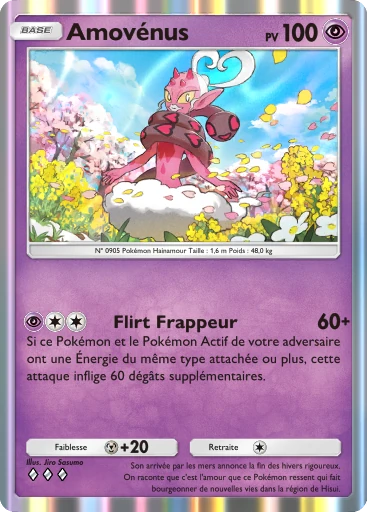 BASE Amovénus PV 100
N° 0905 Pokémon Hainamour Taille : 1,6 m Poids : 48,0 kg
Flirt Frappeur 60+
Si ce Pokémon et le Pokémon Actif de votre adversaire
ont une Énergie du même type attachée ou plus, cette
attaque inflige 60 dégâts supplémentaires.
Faiblesse +20 Retraite
Illus. Jiro Sasumo
Son arrivée par les mers annonce la fin des hivers rigoureux.
On raconte que c'est l'amour que ce Pokémon ressent qui fait
bourgeonner de nouvelles vies dans la région de Hisui.